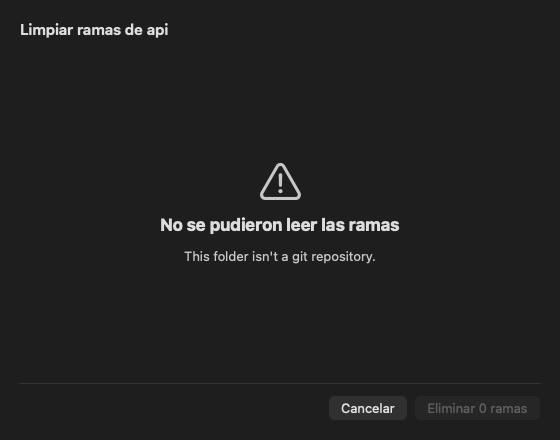 Limpiar ramas de api
No se pudieron leer las ramas
This folder isn't a git repository.
Cancelar
Eliminar 0 ramas